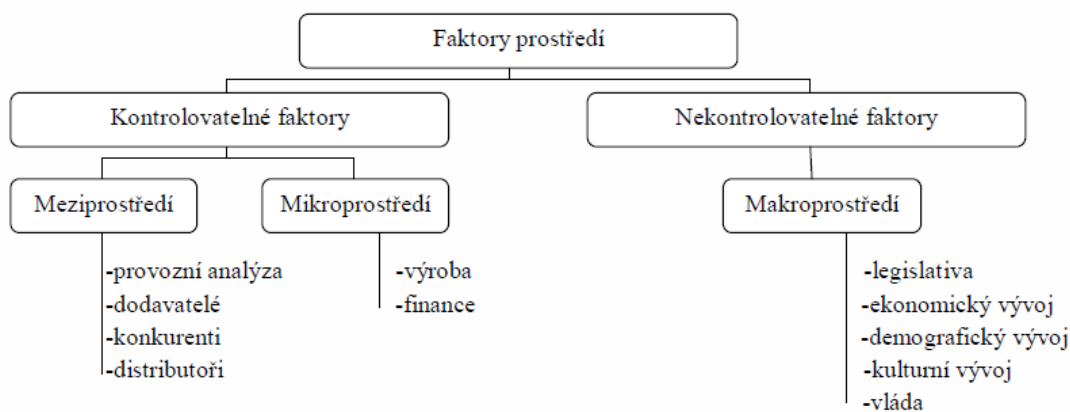 Faktory prostředí
Kontrolovatelné faktory
Nekontrolovatelné faktory
Meziprostředí
Mikroprostředí
Makroprostředí
-provozní analýza
-dodavatelé
-konkurenti
-distributoři
-výroba
-finance
-legislativa
-ekonomický vývoj
-demografický vývoj
-kulturní vývoj
-vláda